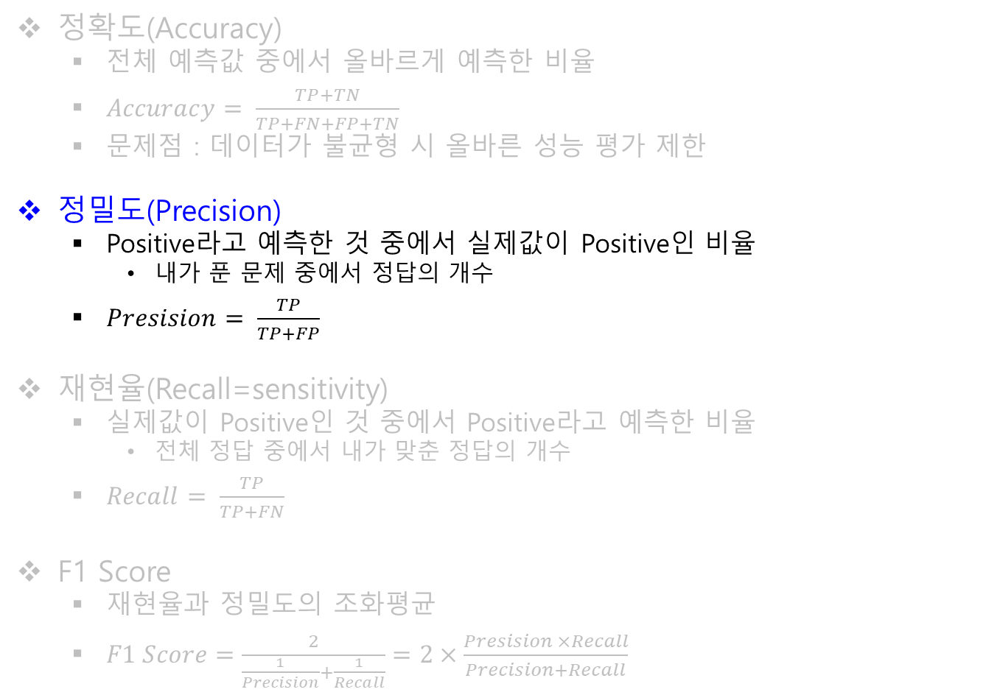 ❖ 정확도(Accuracy)
▪ 전체 예측값 중에서 올바르게 예측한 비율
▪ Accuracy = \frac{TP+TN}{TP+FN+FP+TN}
▪ 문제점 : 데이터가 불균형 시 올바른 성능 평가 제한
❖ 정밀도(Precision)
▪ Positive라고 예측한 것 중에서 실제값이 Positive인 비율
• 내가 푼 문제 중에서 정답의 개수
▪ Presision = \frac{TP}{TP+FP}
❖ 재현율(Recall=sensitivity)
▪ 실제값이 Positive인 것 중에서 Positive라고 예측한 비율
• 전체 정답 중에서 내가 맞춘 정답의 개수
▪ Recall = \frac{TP}{TP+FN}
❖ F1 Score
▪ 재현율과 정밀도의 조화평균
▪ F1 Score = \frac{2}{\frac{1}{Precision}+\frac{1}{Recall}} = 2 × \frac{Presision ×Recall}{Precision+Recall}